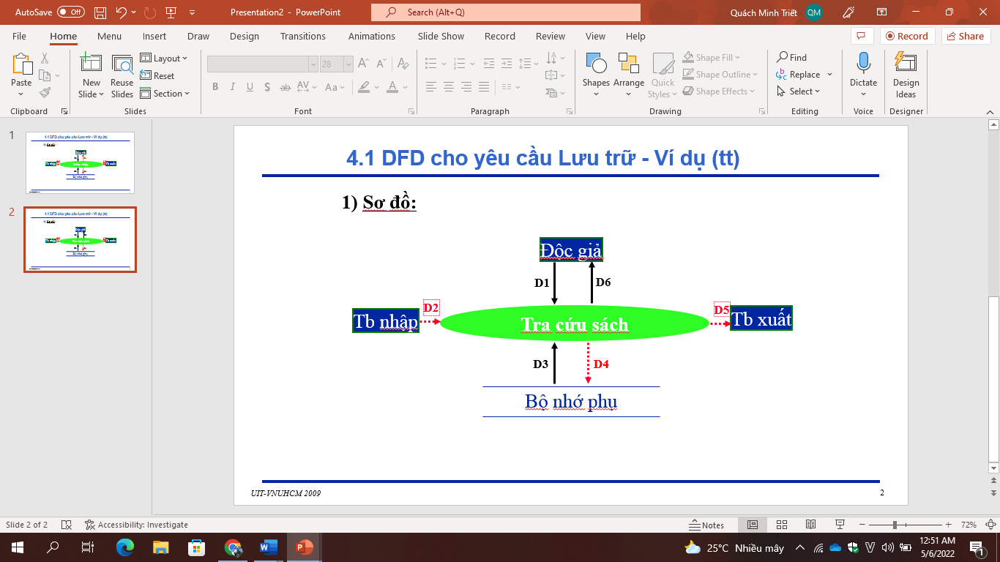 AutoSave Off Presentation2 - PowerPoint Search (Alt+Q) Quách Minh Triết QM
File Home Menu Insert Draw Design Transitions Animations Slide Show Record Review View Help Record Share
Paste New Slide Reuse Slides Layout Reset Section 28 Shapes Arrange Quick Styles Shape Fill Shape Outline Shape Effects Find Replace Select Dictate Design Ideas
Clipboard Slides Font Paragraph Drawing Editing Voice Designer
1
2
4.1 DFD cho yêu cầu Lưu trữ - Ví dụ (tt)
1) Sơ đồ:
Độc giả
D1 D6
Tb nhập D2 Tra cứu sách D5 Tb xuất
D3 D4
Bộ nhớ phụ
UIT-VNUHCM 2009 2
Slide 2 of 2 Accessibility: Investigate Notes 72%
25°C Nhiều mây 12:51 AM
5/6/2022 1